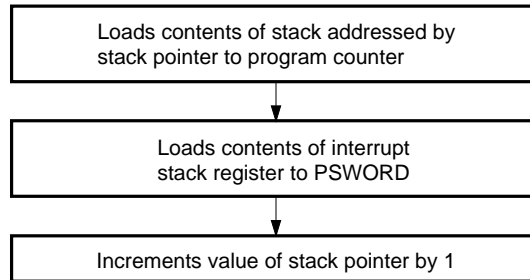 Loads contents of stack addressed by
stack pointer to program counter
Loads contents of interrupt
stack register to PSWORD
Increments value of stack pointer by 1